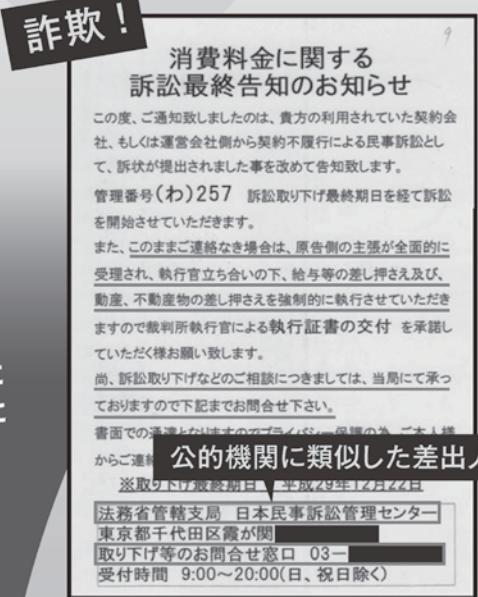 詐欺！
9
消費料金に関する
訴訟最終告知のお知らせ
この度、ご通知致しましたのは、貴方の利用されていた契約会
社、もしくは運営会社側から契約不履行による民事訴訟とし
て、訴状が提出されました事を改めて告知致します。
管理番号(わ)257 訴訟取り下げ最終期日を経て訴訟
を開始させていただきます。
また、このままご連絡なき場合は、原告側の主張が全面的に
受理され、執行官立ち合いの下、給与等の差し押さえ及び、
動産、不動産物の差し押さえを強制的に執行させていただき
ますので裁判所執行官による執行証書の交付 を承諾し
ていただく様お願い致します。
尚、訴訟取り下げなどのご相談につきましては、当局にて承っ
ておりますので下記までお問合せ下さい。
書面での通達となりますのでプライバシー保護の為、ご本人様
からご連絡
公的機関に類似した差出人
※取り下げ最終期日 平成29年12月22日
法務省管轄支局 日本民事訴訟管理センター
東京都千代田区霞が関
取り下げ等のお問合せ窓口 03ー
受付時間 9:00～20:00(日、祝日除く)